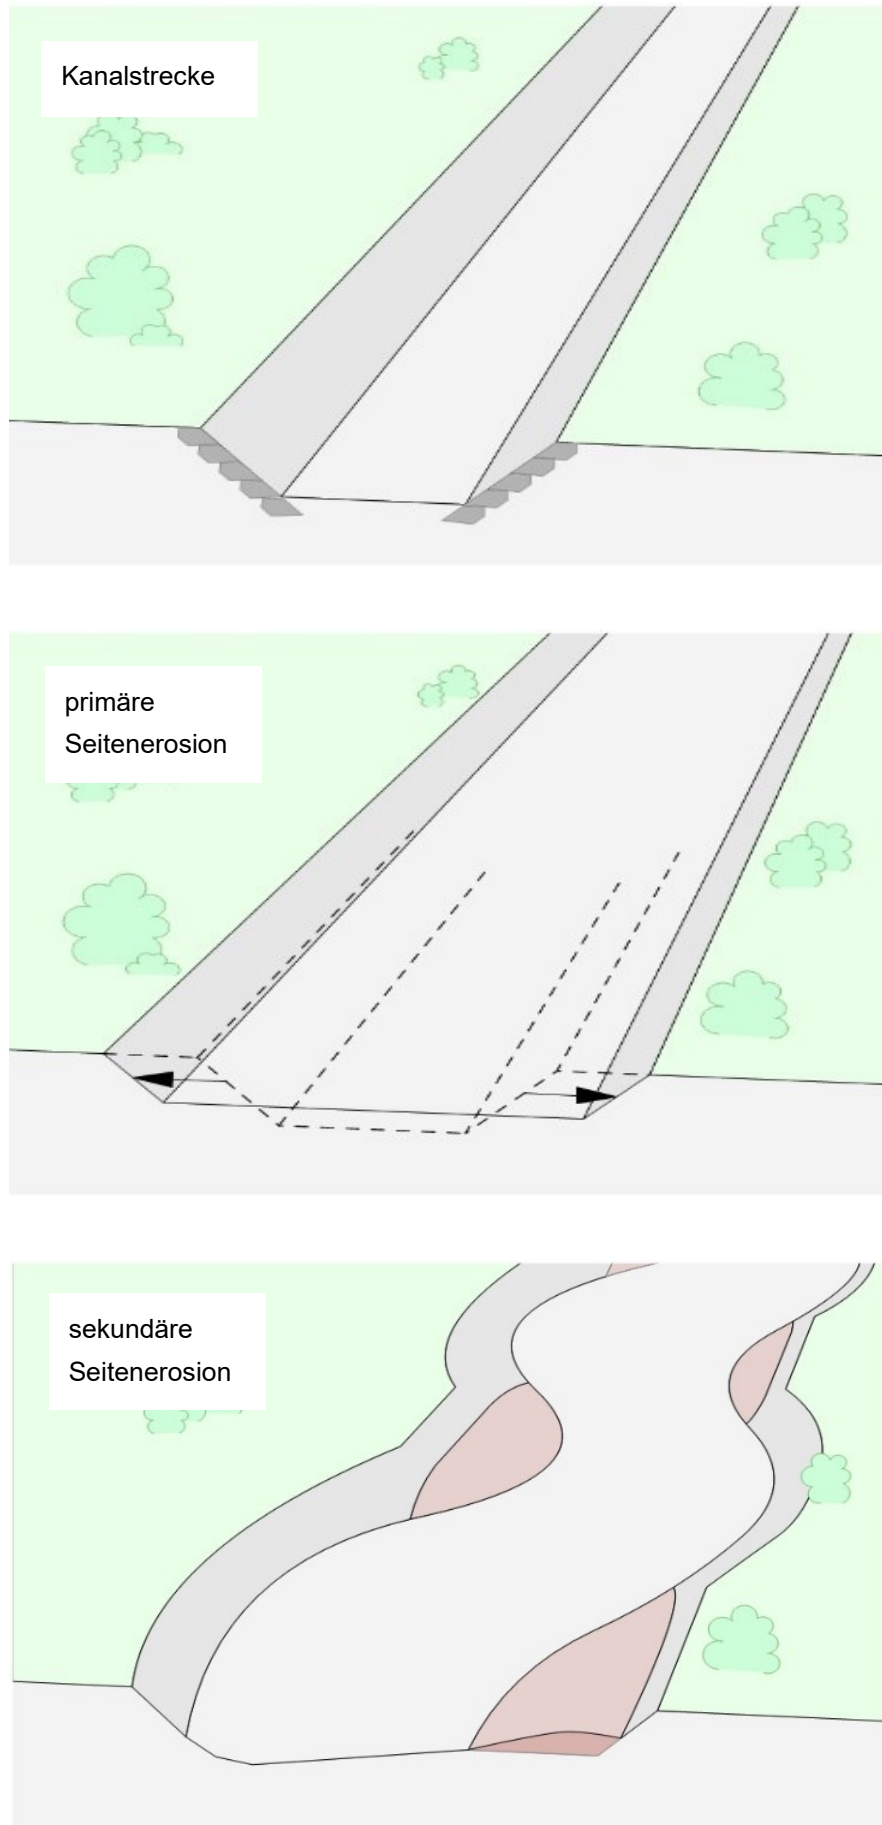 Kanalstrecke
primäre
Seitenerosion
sekundäre
Seitenerosion